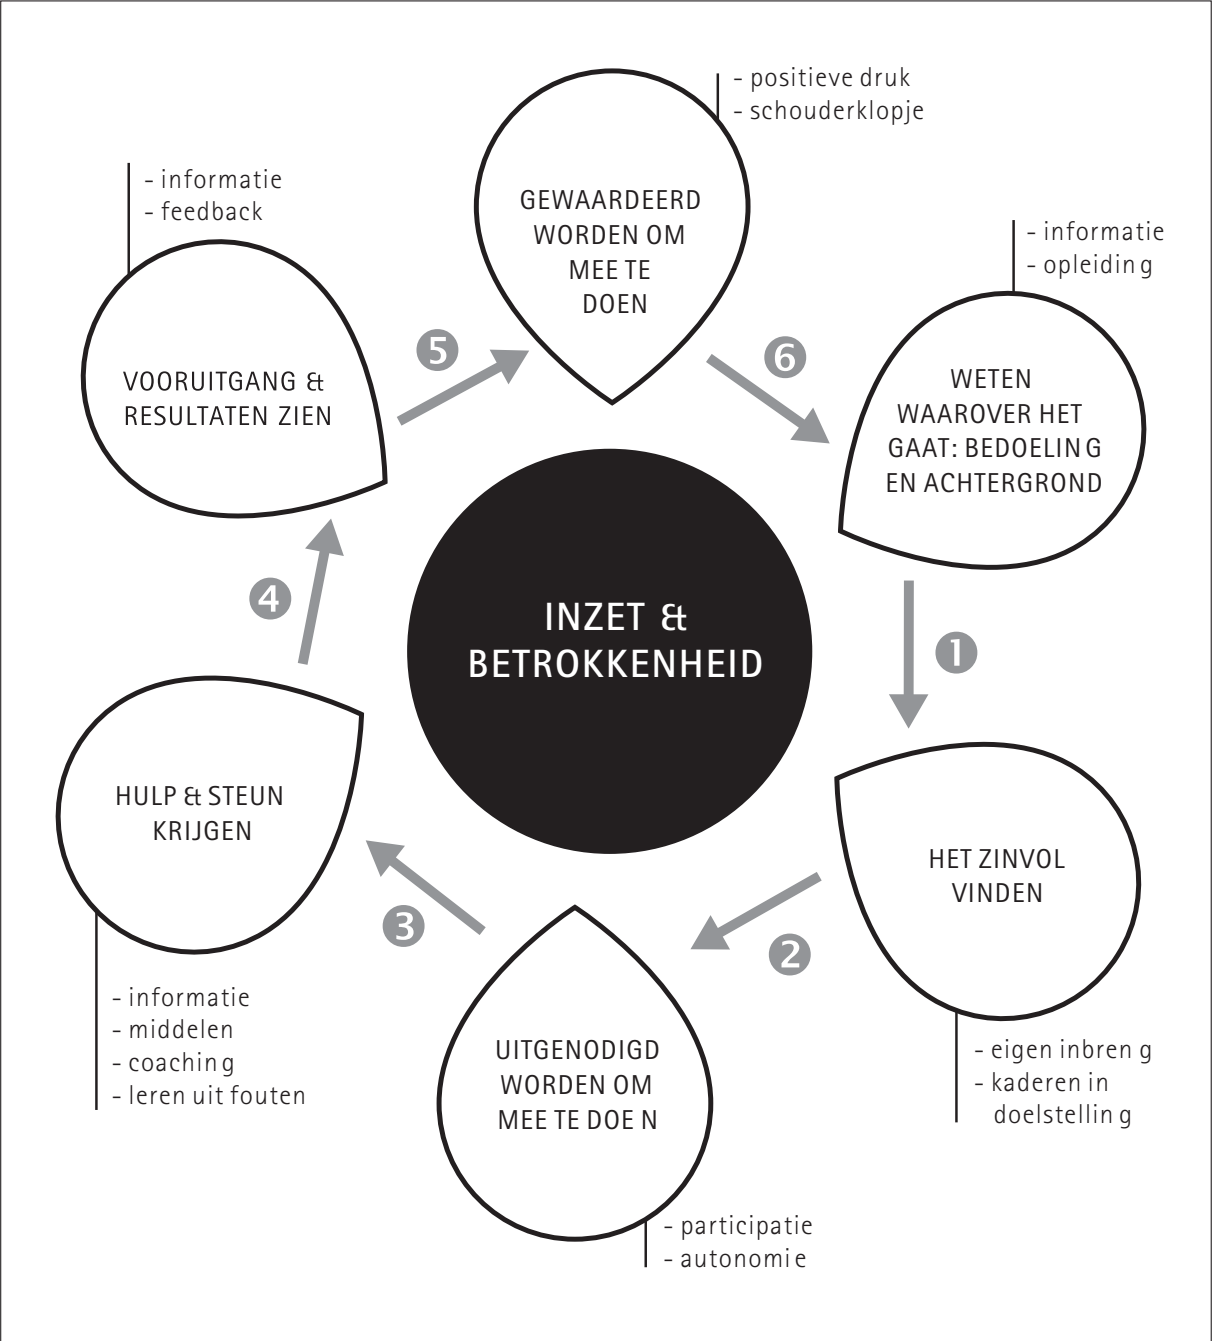 - positieve druk
- schouderklopje
GEWAARDEERD
WORDEN OM
MEE TE
DOEN
- informatie
- feedback
VOORUITGANG &
RESULTATEN ZIEN
5
6
- informatie
- opleiding
WETEN
WAAROVER HET
GAAT: BEDOELING
EN ACHTERGROND
INZET &
BETROKKENHEID
4
1
HULP & STEUN
KRIJGEN
- informatie
- middelen
- coaching
- leren uit fouten
3
2
HET ZINVOL
VINDEN
- eigen inbreng
- kaderen in
doelstelling
UITGENODIGD
WORDEN OM
MEE TE DOEN
- participatie
- autonomie